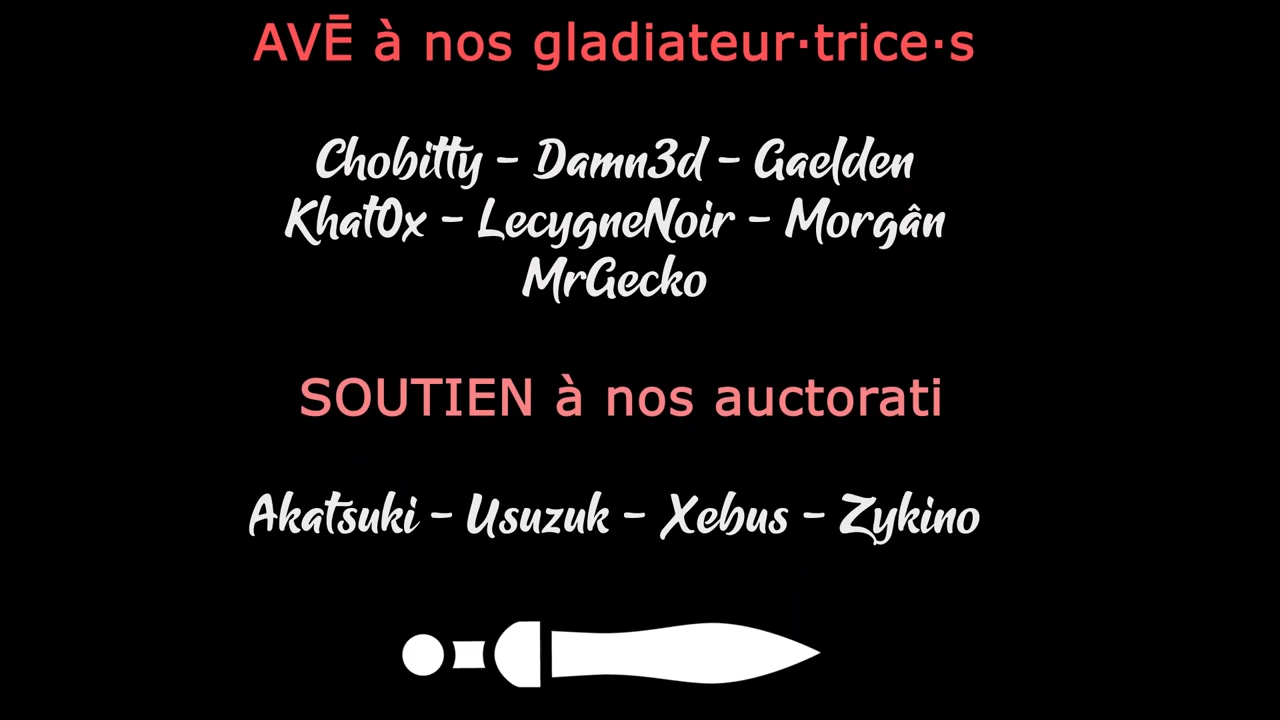 AVĒ à nos gladiateur·trice·s
Chobitty - Damn3d - Gaelden
Khat0x - LecygneNoir - Morgân
MrGecko
SOUTIEN à nos auctorati
Akatsuki - Usuzuk - Xebus - Zykino